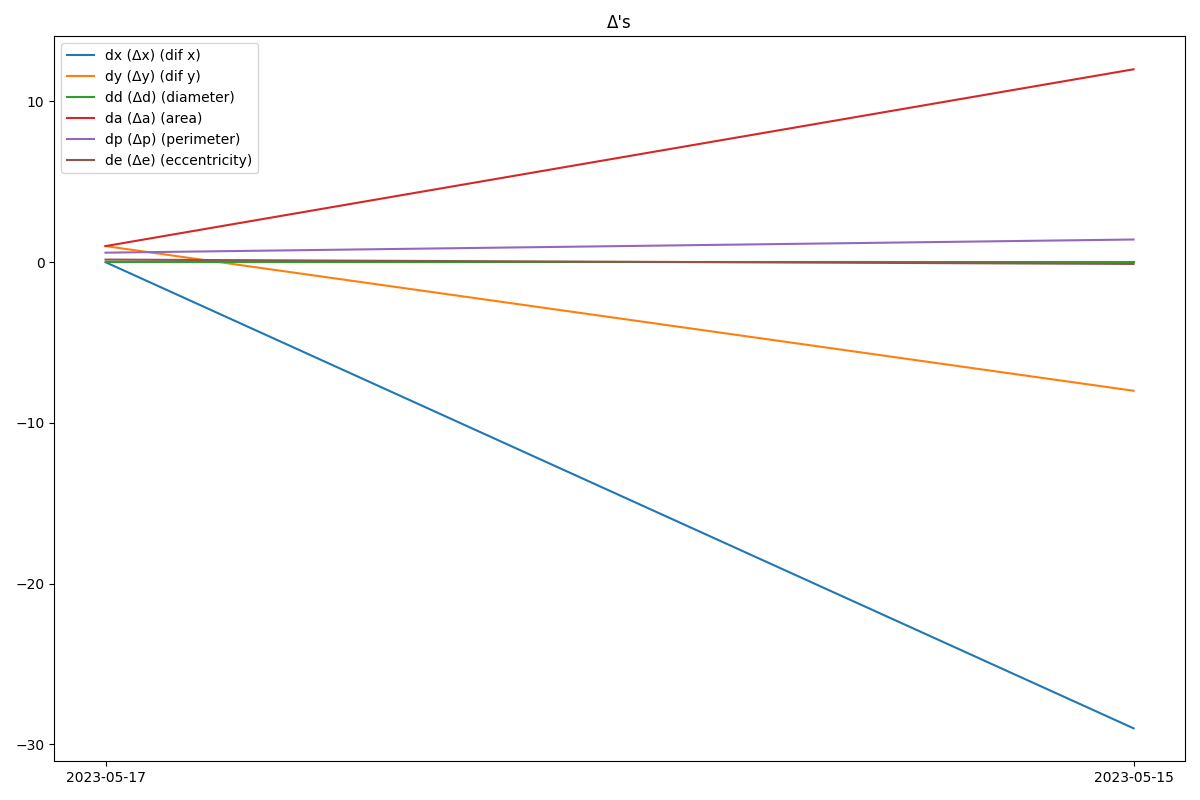 Δ's
dx (Δx) (dif x)
dy (Δy) (dif y)
dd (Δd) (diameter)
da (Δa) (area)
dp (Δp) (perimeter)
de (Δe) (eccentricity)
10
0
−10
−20
−30
2023-05-17
2023-05-15